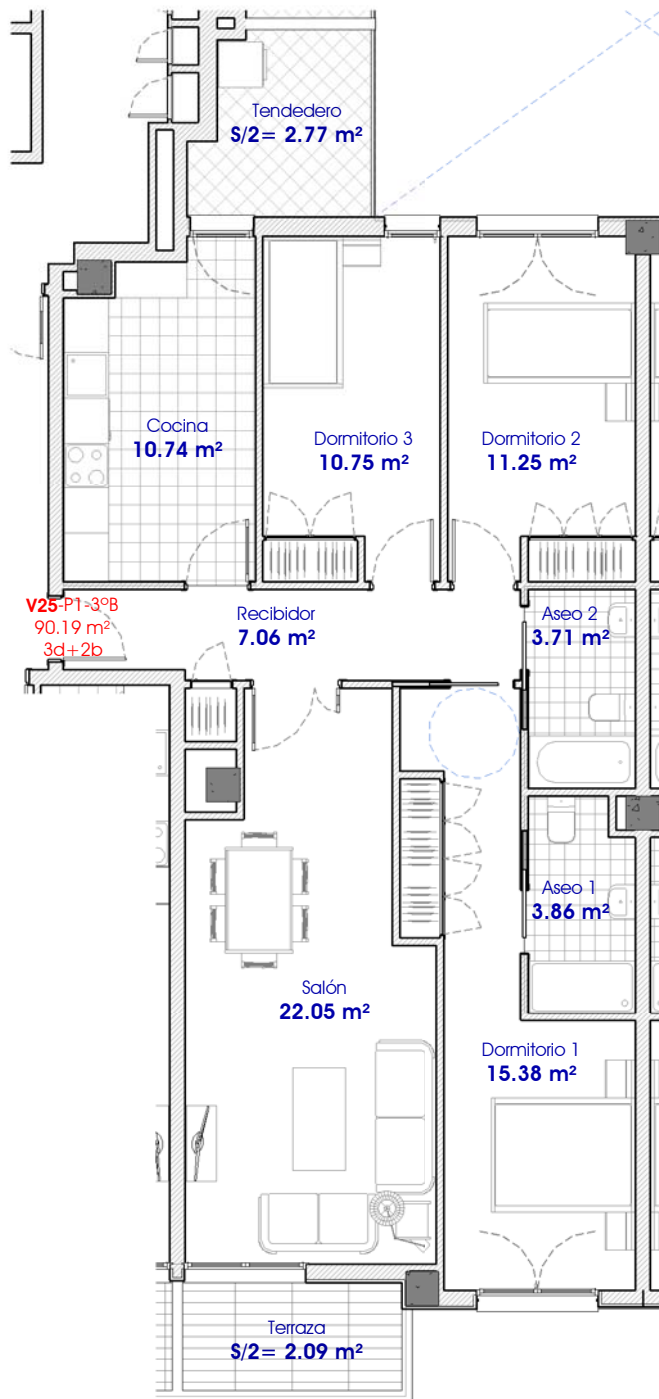 Tendedero
S/2= 2.77 m²
Cocina
10.74 m²
Dormitorio 3
10.75 m²
Dormitorio 2
11.25 m²
V25-P1-3ºB
90.19 m²
3d+2b
Recibidor
7.06 m²
Aseo 2
3.71 m²
Aseo 1
3.86 m²
Salón
22.05 m²
Dormitorio 1
15.38 m²
Terraza
S/2= 2.09 m²